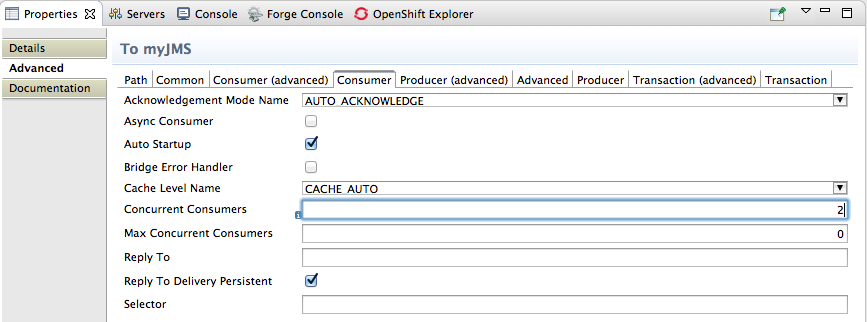 Properties Servers Console Forge Console OpenShift Explorer
Details
Advanced
Documentation
To myJMS
Path Common Consumer (advanced) Consumer Producer (advanced) Advanced Producer Transaction (advanced) Transaction
Acknowledgement Mode Name AUTO_ACKNOWLEDGE
Async Consumer
Auto Startup
Bridge Error Handler
Cache Level Name CACHE_AUTO
Concurrent Consumers 2
Max Concurrent Consumers 0
Reply To
Reply To Delivery Persistent
Selector